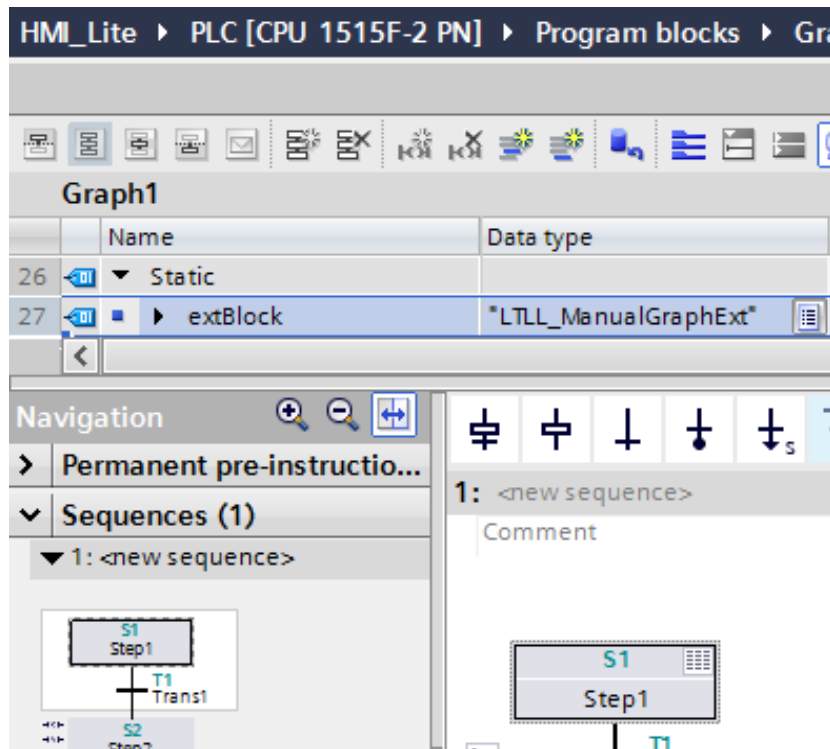 HMI_Lite ▸ PLC [CPU 1515F-2 PN] ▸ Program blocks ▸
Graph1
Name Data type
26 Static
27 extBlock "LTLL_ManualGraphExt"
Navigation
Permanent pre-instructio...
Sequences (1)
1: <new sequence>
S1
Step1
T1
Trans1
S2
Step2
S
1: <new sequence>
Comment
S1
Step1
T1